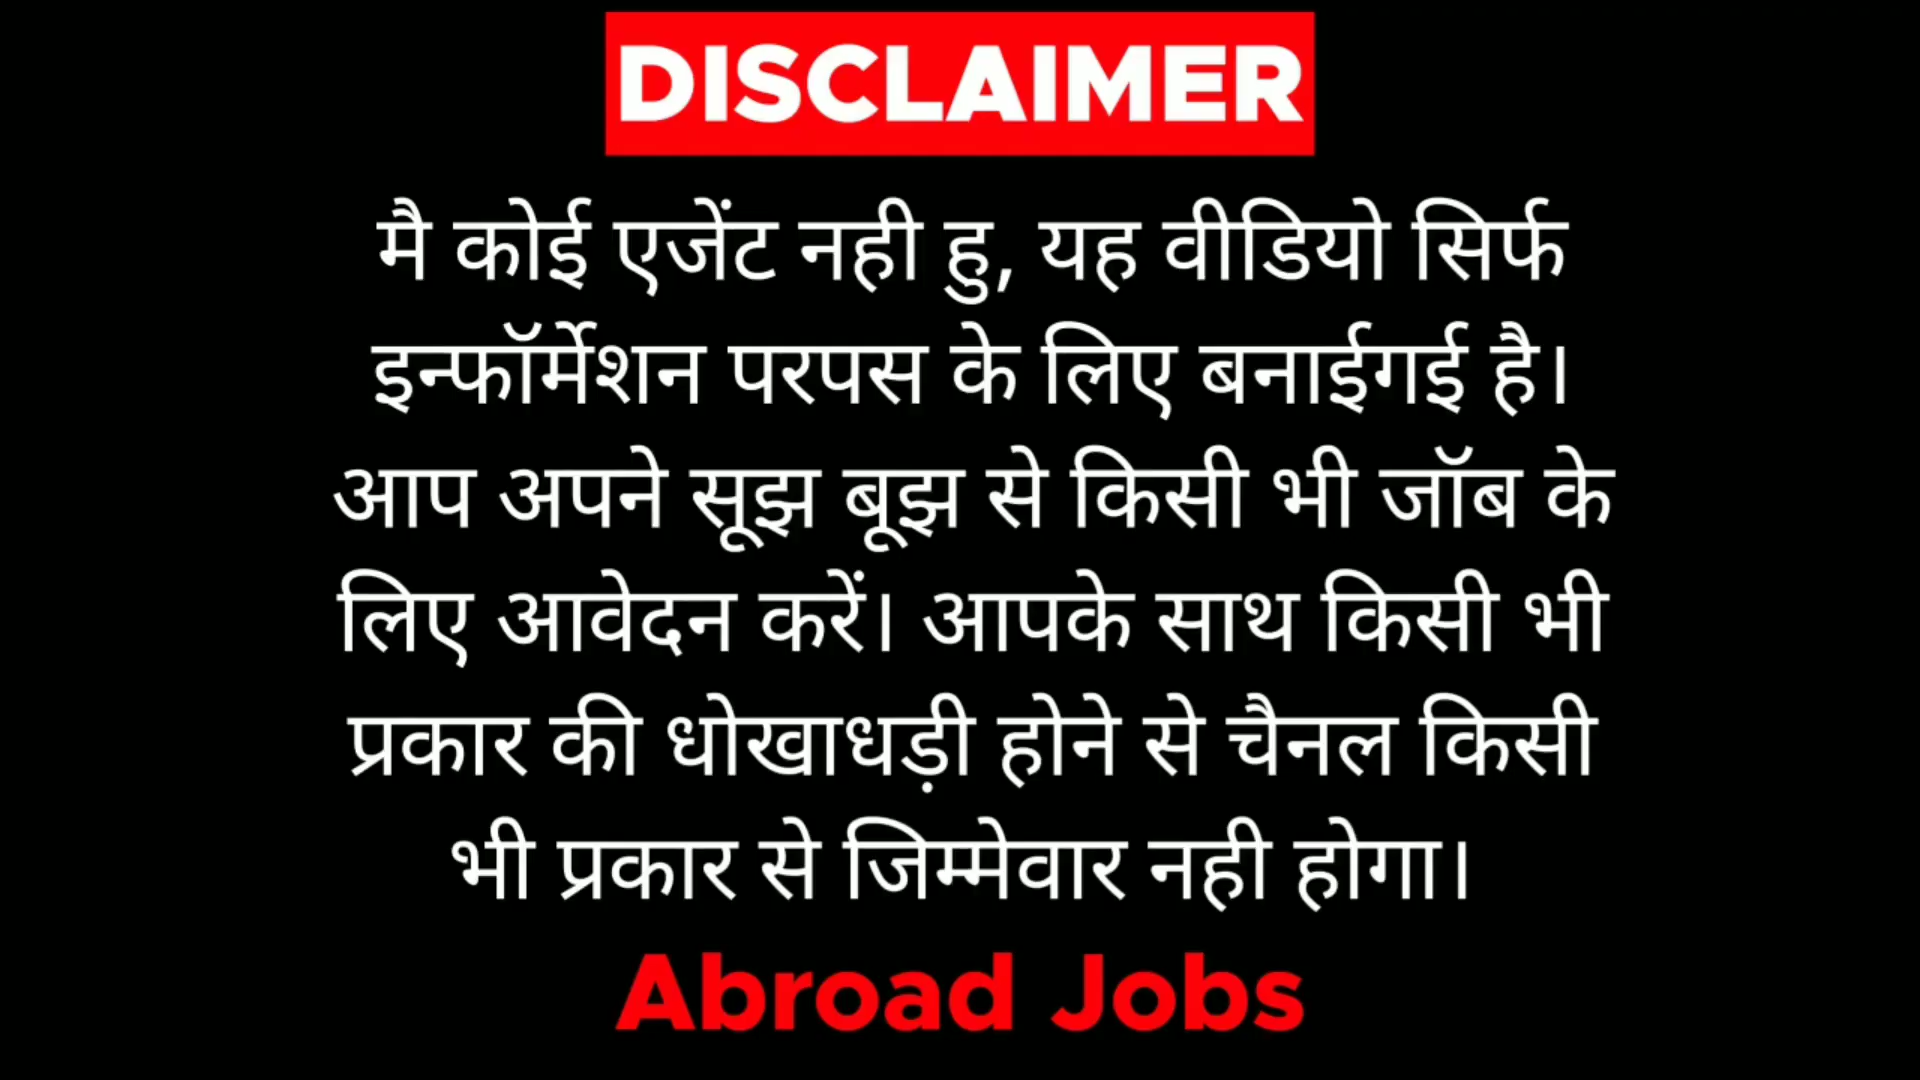 DISCLAIMER
मै कोई एजेंट नही हु, यह वीडियो सिर्फ
इन्फॉर्मेशन परपस के लिए बनाईगई है।
आप अपने सूझ बूझ से किसी भी जॉब के
लिए आवेदन करें। आपके साथ किसी भी
प्रकार की धोखाधड़ी होने से चैनल किसी
भी प्रकार से जिम्मेवार नही होगा।
Abroad Jobs